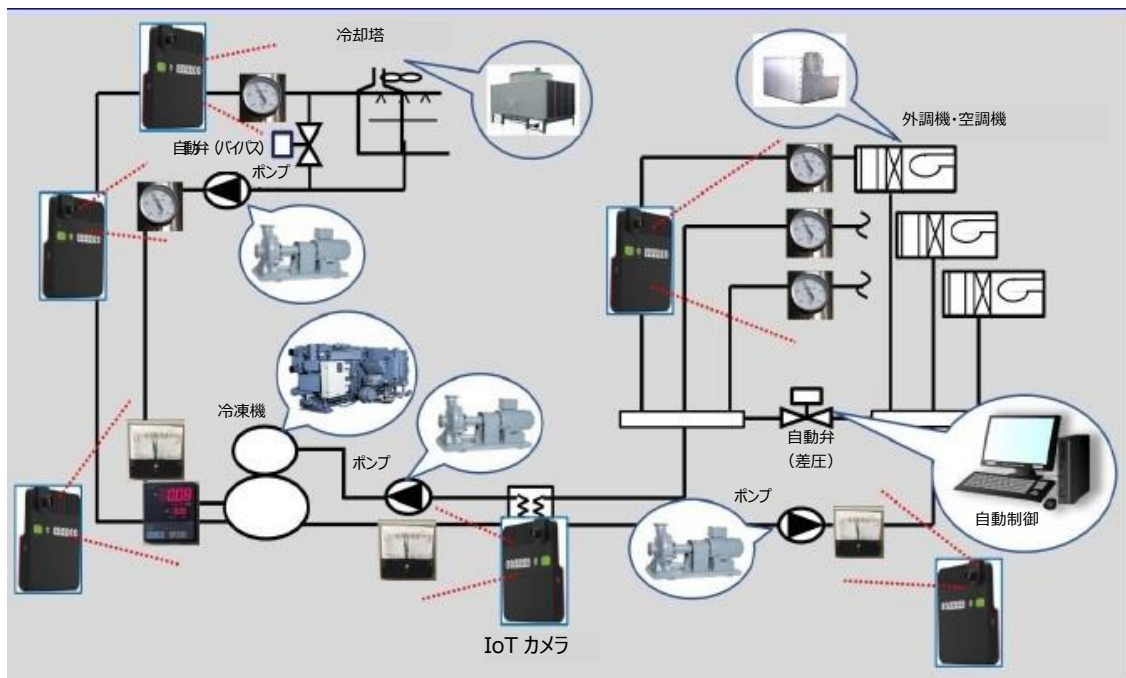 冷却塔
外調機・空調機
自動弁(バイパス)
ポンプ
冷凍機
ポンプ
自動弁
(差圧)
ポンプ
自動制御
IoT カメラ